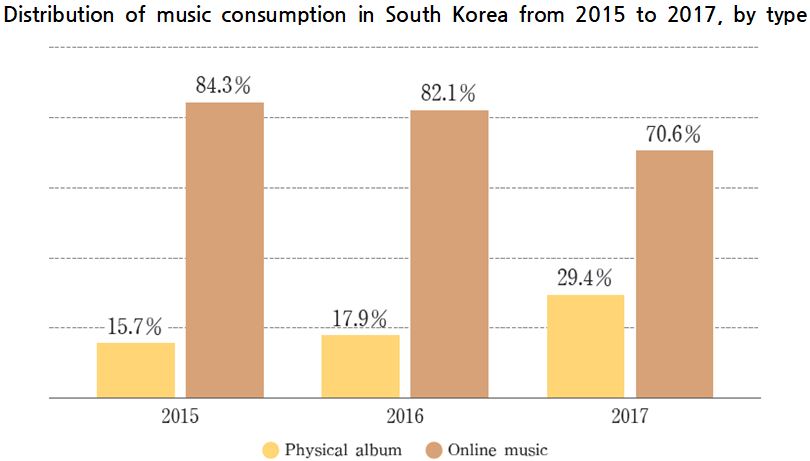 Distribution of music consumption in South Korea from 2015 to 2017, by type
84.3%
82.1%
70.6%
29.4%
15.7%
17.9%
2015 2016 2017
Physical album Online music